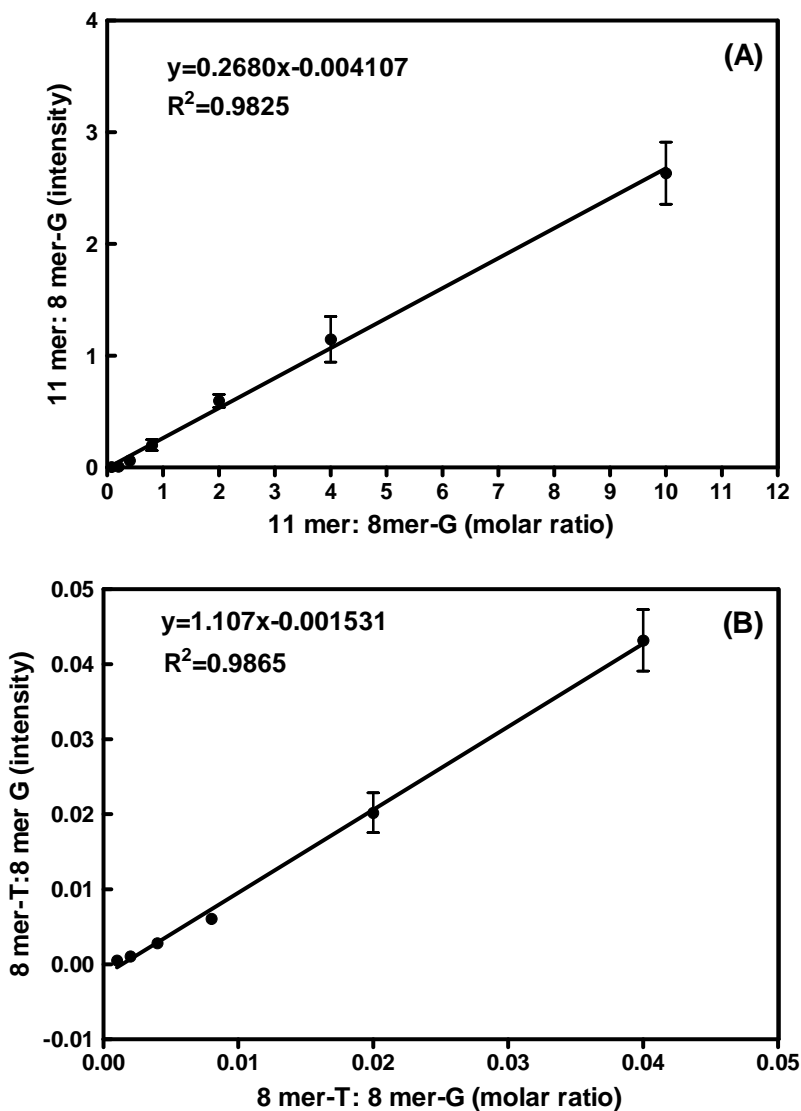 4
(A)
y=0.2680x-0.004107
R²=0.9825
3
2
1
0
11 mer: 8 mer-G (intensity)
0 1 2 3 4 5 6 7 8 9 10 11 12
11 mer: 8mer-G (molar ratio)
0.05
(B)
y=1.107x-0.001531
R²=0.9865
0.04
0.03
0.02
0.01
0.00
-0.01
8 mer-T:8 mer G (intensity)
0.00 0.01 0.02 0.03 0.04 0.05
8 mer-T: 8 mer-G (molar ratio)